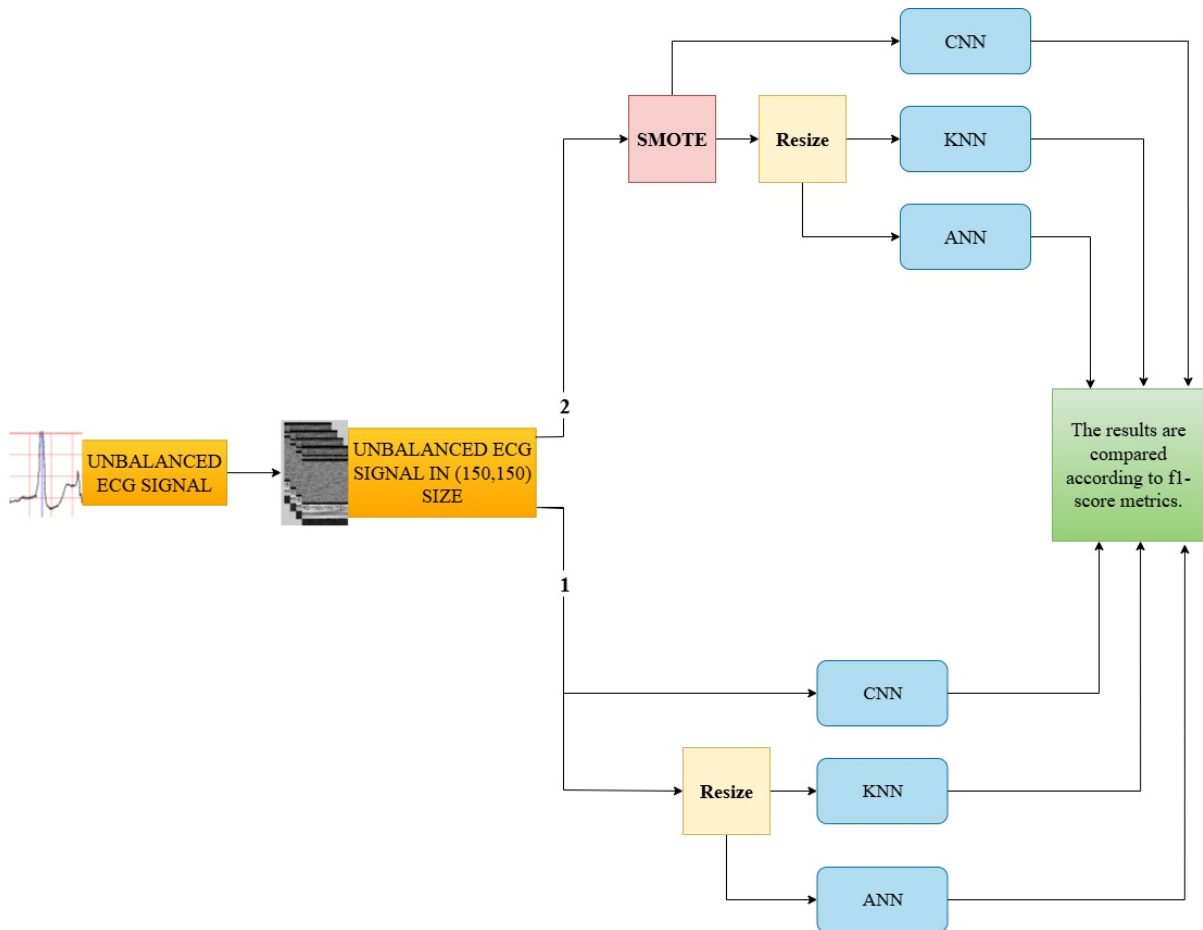 CNN
SMOTE
Resize
KNN
ANN
2
UNBALANCED
ECG SIGNAL
UNBALANCED ECG
SIGNAL IN (150,150)
SIZE
The results are
compared
according to f1-
score metrics.
1
CNN
Resize
KNN
ANN